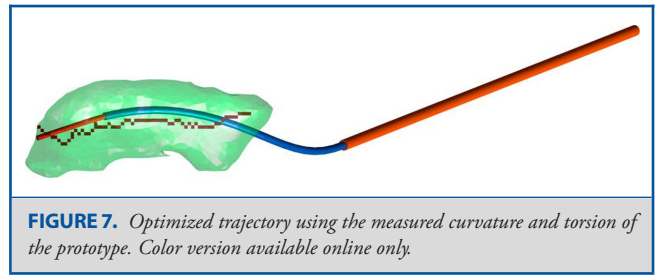 FIGURE 7. Optimized trajectory using the measured curvature and torsion of
the prototype. Color version available online only.